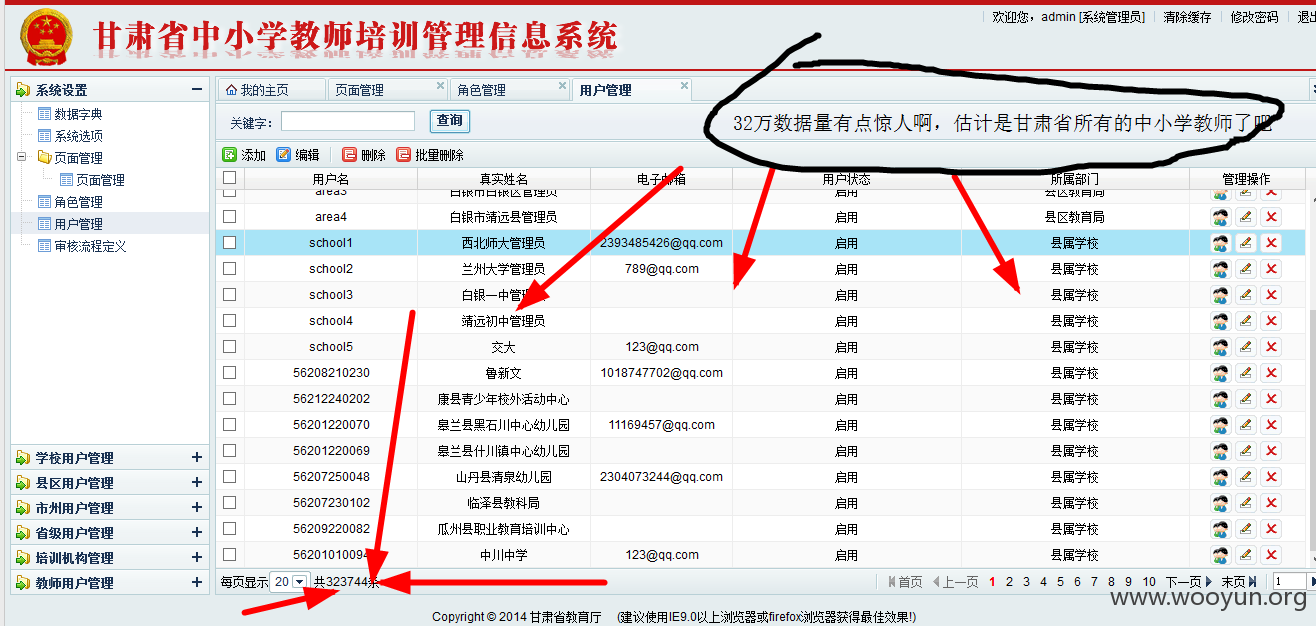 欢迎您，admin [系统管理员] 清除缓存 修改密码 退出
甘肃省中小学教师培训管理信息系统
系统设置
数据字典
系统选项
页面管理
页面管理
角色管理
用户管理
审核流程定义
学校用户管理
县区用户管理
市州用户管理
省级用户管理
培训机构管理
教师用户管理
我的主页 页面管理 角色管理 用户管理
关键字： 查询
32万数据量有点惊人啊，估计是甘肃省所有的中小学教师了吧
添加 编辑 删除 批量删除
用户名 真实姓名 电子邮箱 用户状态 所属部门 管理操作
area3 白银市白银区管理员 启用 县区教育局
area4 白银市靖远县管理员 启用 县区教育局
school1 西北师大管理员 2393485426@qq.com 启用 县属学校
school2 兰州大学管理员 789@qq.com 启用 县属学校
school3 白银一中管理员 启用 县属学校
school4 靖远初中管理员 启用 县属学校
school5 交大 123@qq.com 启用 县属学校
56208210230 鲁新文 1018747702@qq.com 启用 县属学校
56212240202 康县青少年校外活动中心 启用 县属学校
56201220070 皋兰县黑石川中心幼儿园 11169457@qq.com 启用 县属学校
56201220069 皋兰县什川镇中心幼儿园 启用 县属学校
56207250048 山丹县清泉幼儿园 2304073244@qq.com 启用 县属学校
56207230102 临泽县教科局 启用 县属学校
56209220082 瓜州县职业教育培训中心 启用 县属学校
56201010094 中川中学 123@qq.com 启用 县属学校
每页显示 20 共323744条 首页 上一页 1 2 3 4 5 6 7 8 9 10 下一页 末页 1
www.wooyun.org
Copyright © 2014 甘肃省教育厅 (建议使用IE9.0以上浏览器或firefox浏览器获得最佳效果!)